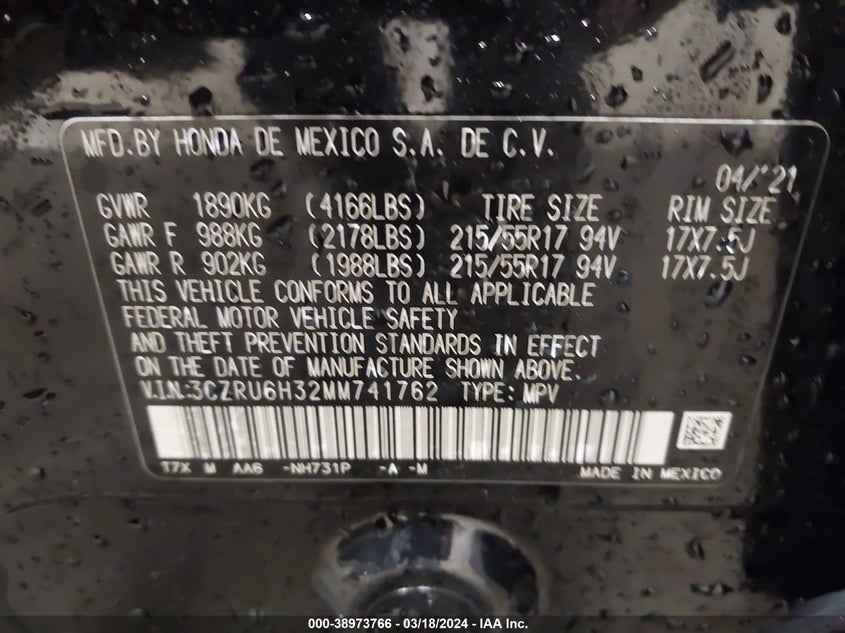 MFD.BY HONDA DE MEXICO S.A. DE C.V.
04/'21
GVWR 1890KG (4166LBS) TIRE SIZE RIM SIZE
GAWR F 988KG (2178LBS) 215/55R17 94V 17X7.5J
GAWR R 902KG (1988LBS) 215/55R17 94V 17X7.5J
THIS VEHICLE CONFORMS TO ALL APPLICABLE
FEDERAL MOTOR VEHICLE SAFETY
AND THEFT PREVENTION STANDARDS IN EFFECT
ON THE DATE OF MANUFACTURE SHOWN ABOVE.
V.I.N:3CZRU6H32MM741762 TYPE: MPV
T7X M AA6 -NH731P -A -M MADE IN MEXICO
000-38973766 - 03/18/2024 - IAA Inc.